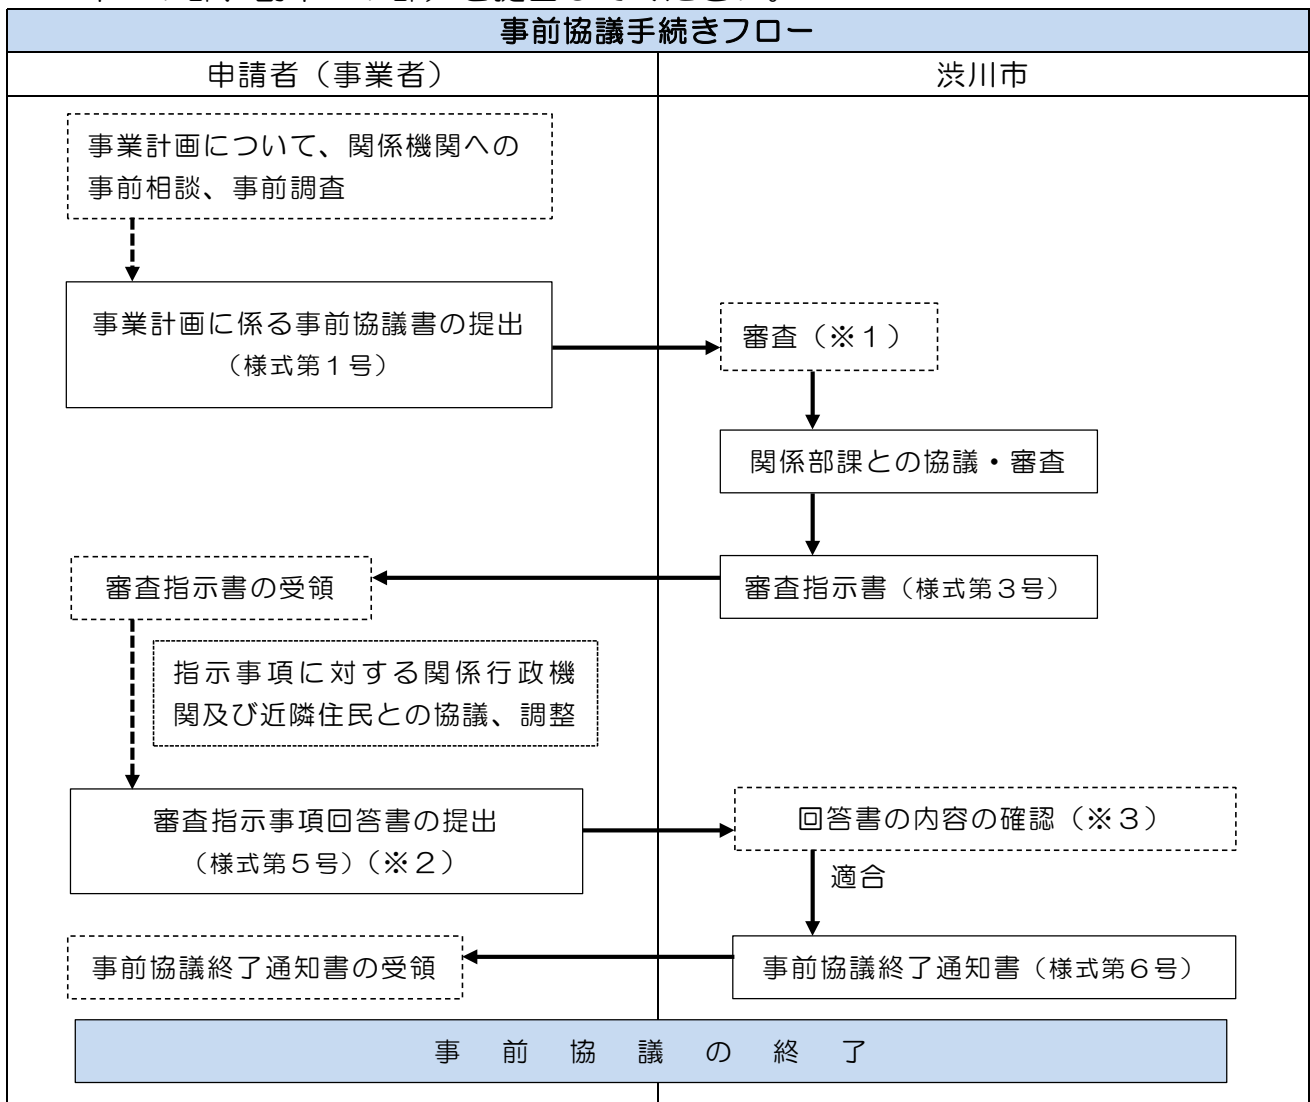 事前協議手続きフロー
申請者（事業者）
渋川市
事業計画について、関係機関への
事前相談、事前調査
事業計画に係る事前協議書の提出
（様式第１号）
審査（※１）
関係部課との協議・審査
審査指示書（様式第３号）
審査指示書の受領
指示事項に対する関係行政機
関及び近隣住民との協議、調整
審査指示事項回答書の提出
（様式第５号）（※２）
回答書の内容の確認（※３）
適合
事前協議終了通知書（様式第６号）
事前協議終了通知書の受領
事前協議の終了